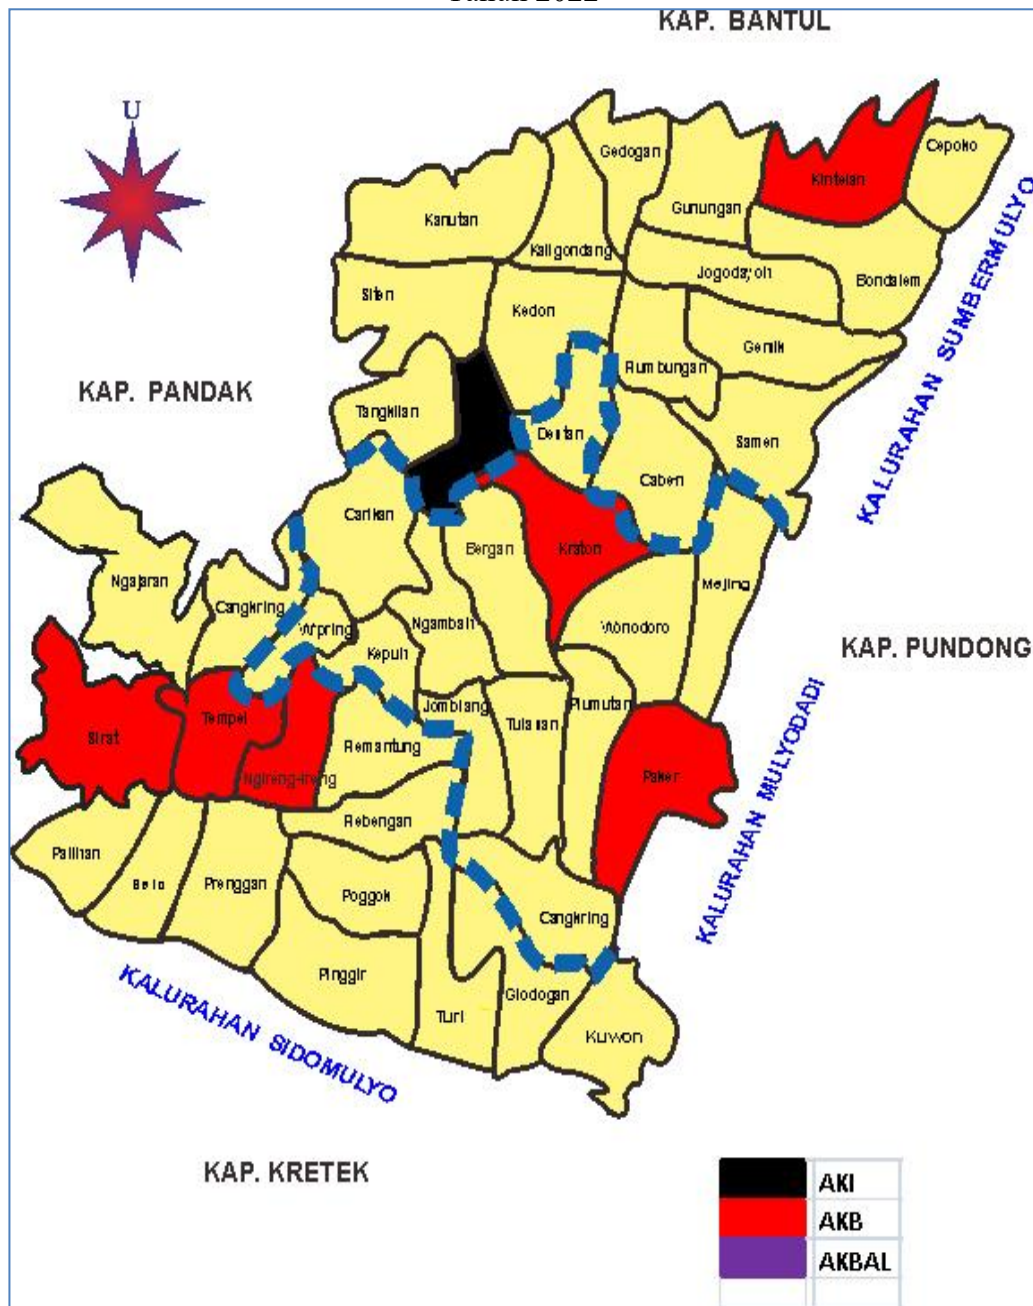 KAP. BANTUL
U
Gedogan
Cepoko
Kintelan
Kanutan
Gunungan
Kaligondang
Jogodayoh
Bondalem
Siten
Kedon
Genik
Rumbungan
KALURAHAN SUMBERMULYO
KAP. PANDAK
Tangkilan
Dentan
Samen
Caben
Carikan
Bergan
Kraton
Ngajaran
Mejing
Cangkring
Ngambah
Wonodoro
KAP. PUNDONG
Kepuh
Jombang
Plumutan
Tempel
Tulasan
Sirat
Remantung
Ngireng-ireng
Paker
KALURAHAN MULYODADI
Rebengan
Palihan
Prenggan
Poggok
Cangkring
Pinggir
Glodogan
Turi
Kuwon
KALURAHAN SIDOMULYO
KAP. KRETEK
AKI
AKB
AKBAL